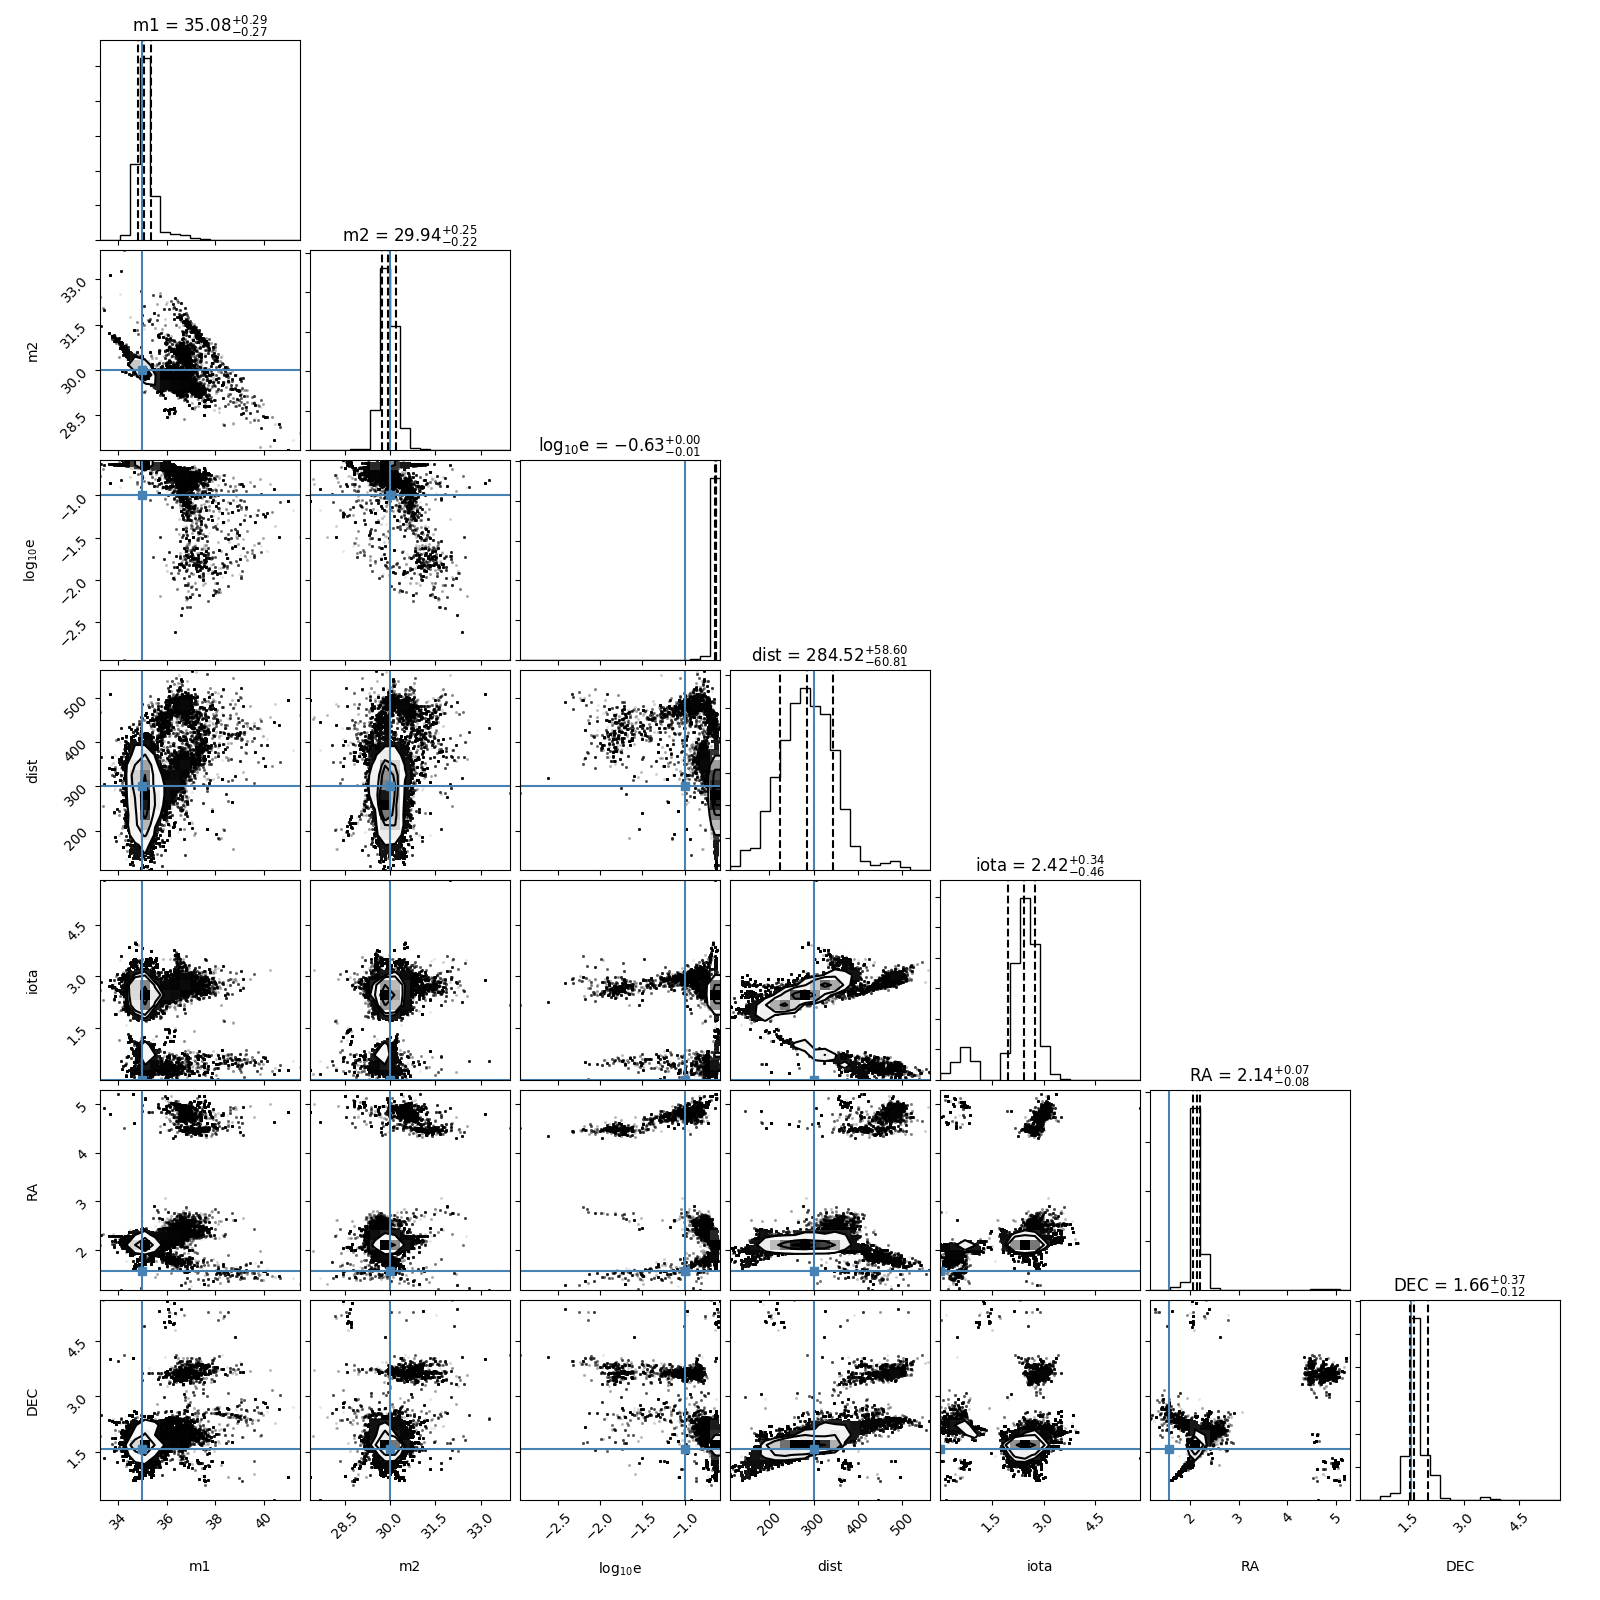 m1 = 35.08+0.29−0.27
m2 = 29.94+0.25−0.22
33.0
31.5
30.0
28.5
m2
log10e = −0.63+0.00−0.01
−1.0
−1.5
−2.0
−2.5
log10e
dist = 284.52+58.60−60.81
500
400
300
200
dist
iota = 2.42+0.34−0.46
4.5
3.0
1.5
iota
RA = 2.14+0.07−0.08
5
4
3
2
RA
DEC = 1.66+0.37−0.12
4.5
3.0
1.5
DEC
34 36 38 40 28.5 30.0 31.5 33.0 −2.5 −2.0 −1.5 −1.0 200 300 400 500 1.5 3.0 4.5 2 3 4 5 1.5 3.0 4.5
m1 m2 log10e dist iota RA DEC